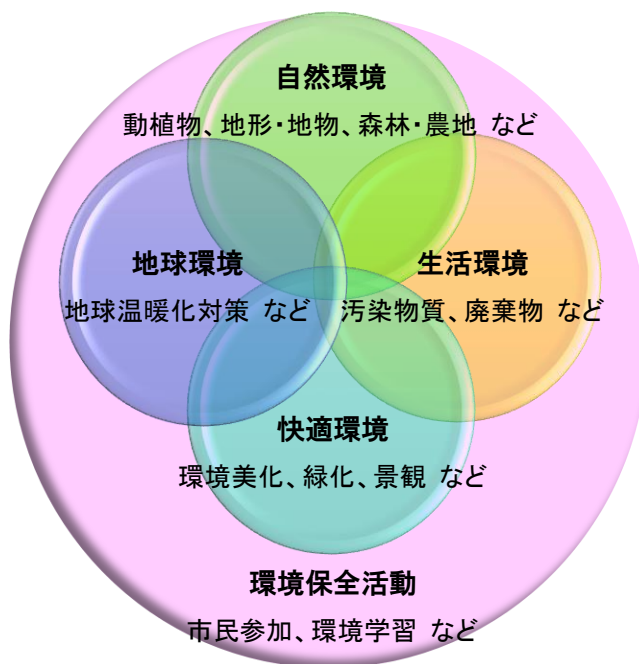 自然環境
動植物、地形・地物、森林・農地 など
地球環境
地球温暖化対策 など
生活環境
汚染物質、廃棄物 など
快適環境
環境美化、緑化、景観 など
環境保全活動
市民参加、環境学習 など